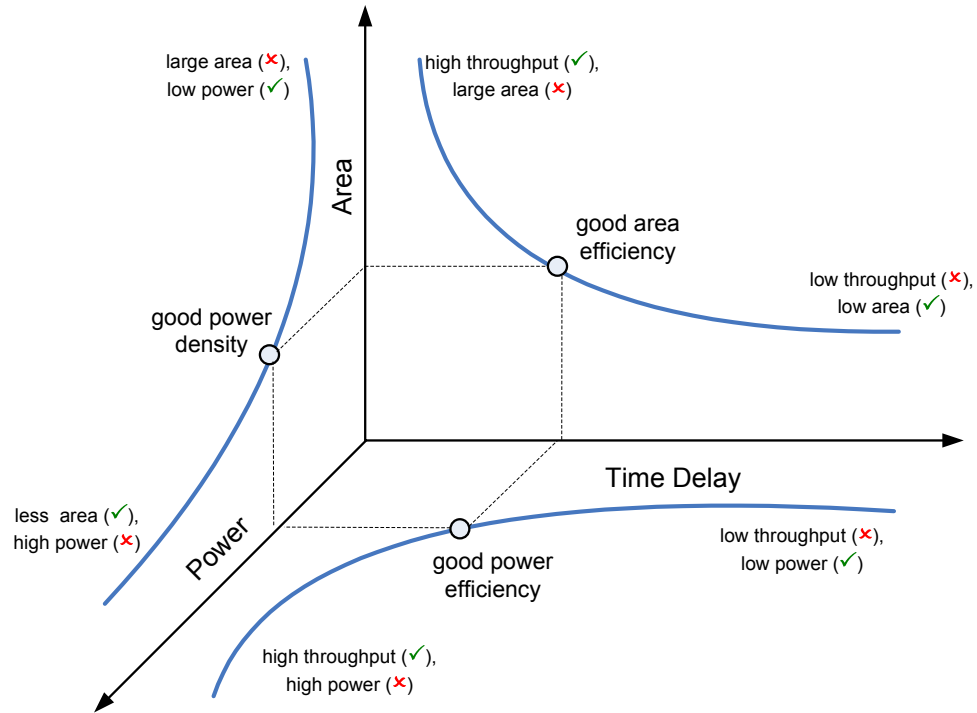 large area (✗),
low power (✓)
high throughput (✓),
large area (✗)
Area
good area
efficiency
low throughput (✗),
low area (✓)
good power
density
Time Delay
less area (✓),
high power (✗)
Power
low throughput (✗),
low power (✓)
good power
efficiency
high throughput (✓),
high power (✗)